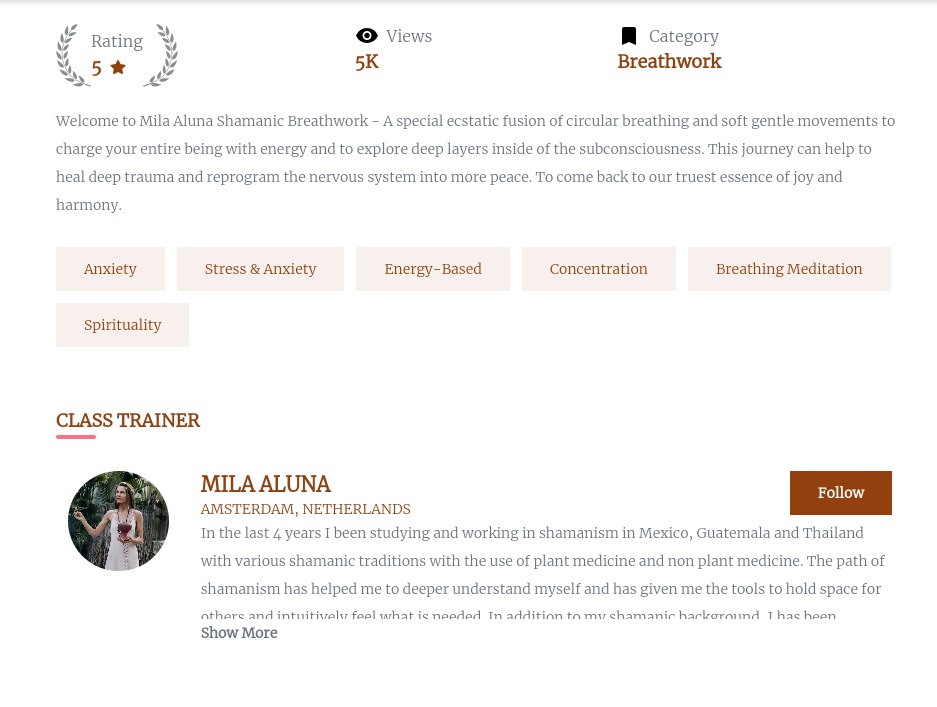 Rating
5
Views
5K
Category
Breathwork
Welcome to Mila Aluna Shamanic Breathwork - A special ecstatic fusion of circular breathing and soft gentle movements to
charge your entire being with energy and to explore deep layers inside of the subconsciousness. This journey can help to
heal deep trauma and reprogram the nervous system into more peace. To come back to our truest essence of joy and
harmony.
Anxiety
Stress & Anxiety
Energy-Based
Concentration
Breathing Meditation
Spirituality
CLASS TRAINER
MILA ALUNA
Follow
AMSTERDAM, NETHERLANDS
In the last 4 years I been studying and working in shamanism in Mexico, Guatemala and Thailand
with various shamanic traditions with the use of plant medicine and non plant medicine. The path of
shamanism has helped me to deeper understand myself and has given me the tools to hold space for
others and intuitively feel what is needed. In addition to my shamanic background, I has been
Show More